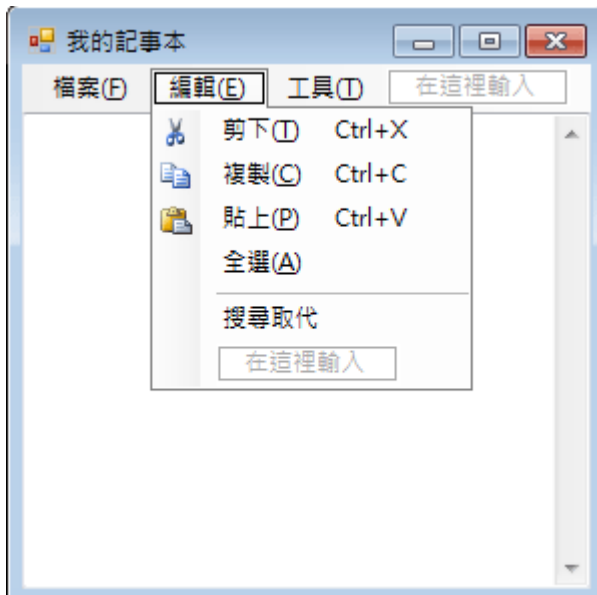 我的記事本
檔案(F) 編輯(E) 工具(T) 在這裡輸入
剪下(T) Ctrl+X
複製(C) Ctrl+C
貼上(P) Ctrl+V
全選(A)
搜尋取代
在這裡輸入